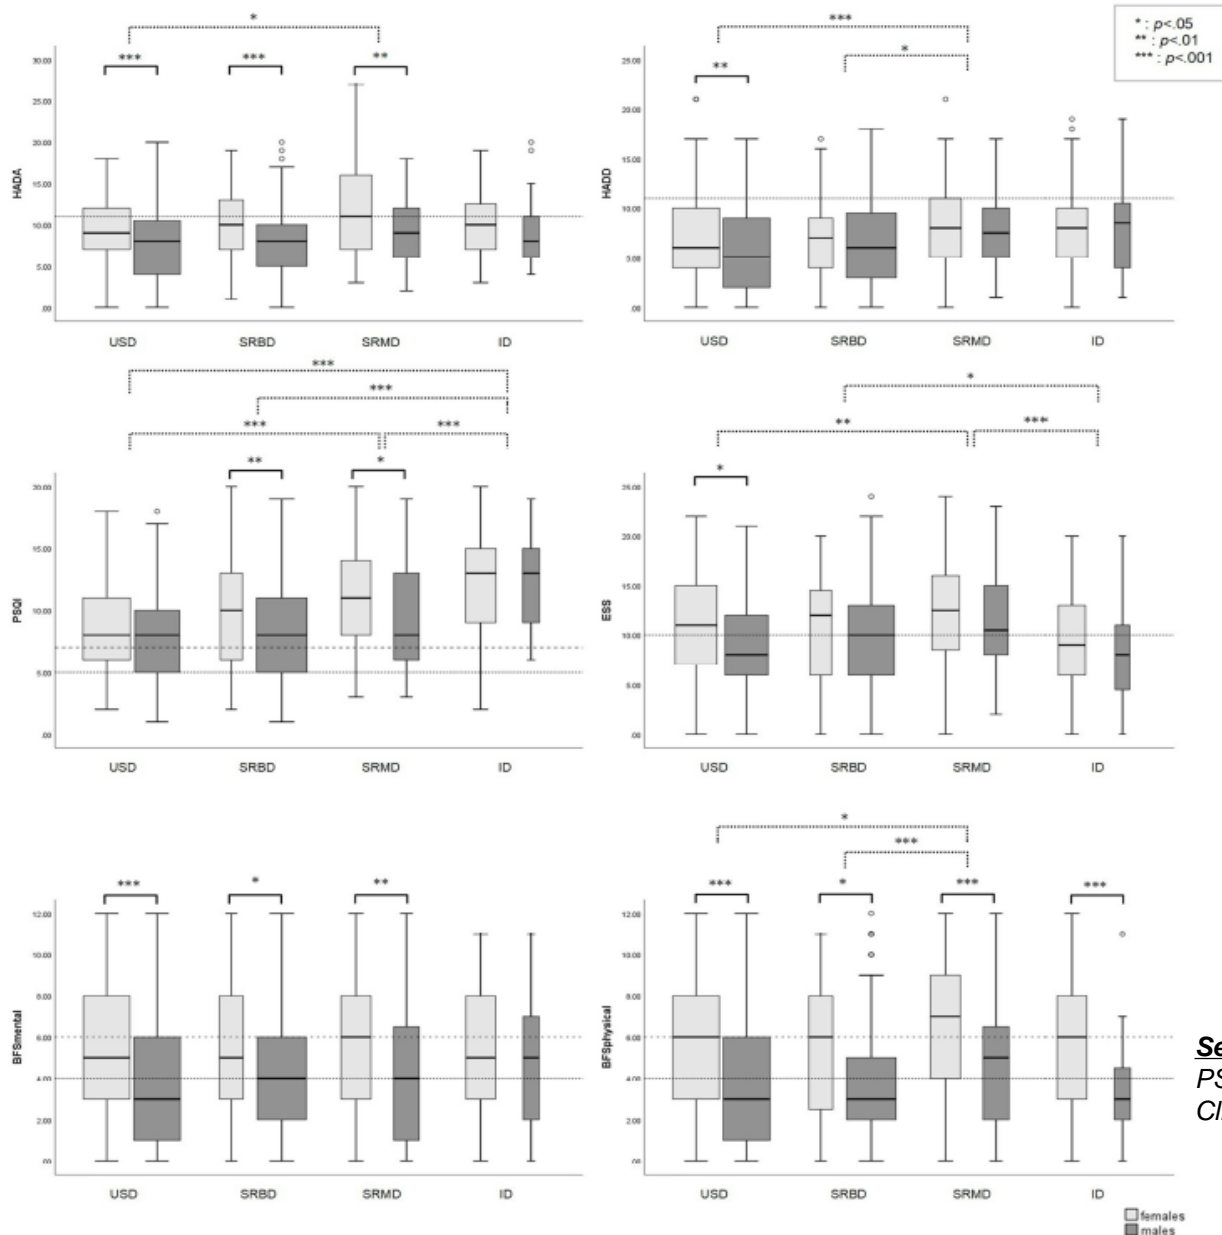 * : p<.05
** : p<.01
*** : p<.001
*
*** *** **
HADA
30.00
25.00
20.00
15.00
10.00
5.00
.00
USD SRBD SRMD ID
***
*
**
HADD
25.00
20.00
15.00
10.00
5.00
.00
USD SRBD SRMD ID
***
***
*** ***
** *
PSQI
20.00
15.00
10.00
5.00
.00
USD SRBD SRMD ID
*
** ***
*
ESS
25.00
20.00
15.00
10.00
5.00
.00
USD SRBD SRMD ID
*** * **
BFSmental
12.00
10.00
8.00
6.00
4.00
2.00
.00
USD SRBD SRMD ID
*
***
*** * *** ***
BFSphysical
12.00
10.00
8.00
6.00
4.00
2.00
.00
USD SRBD SRMD ID
Se
PS
females
males